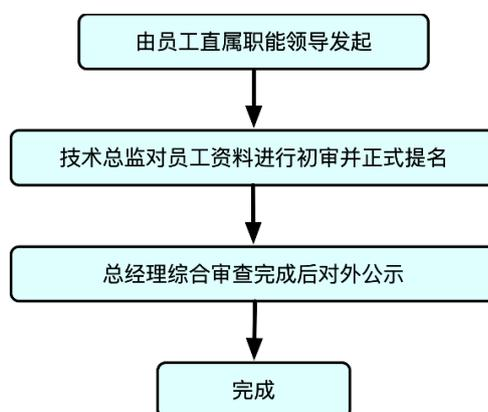 由员工直属职能领导发起
技术总监对员工资料进行初审并正式提名
总经理综合审查完成后对外公示
完成